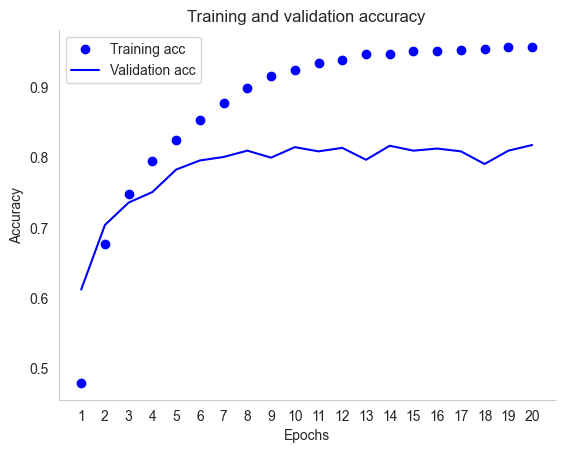 Training and validation accuracy
Training acc
Validation acc
0.9
0.8
0.7
0.6
0.5
Accuracy
1 2 3 4 5 6 7 8 9 10 11 12 13 14 15 16 17 18 19 20
Epochs